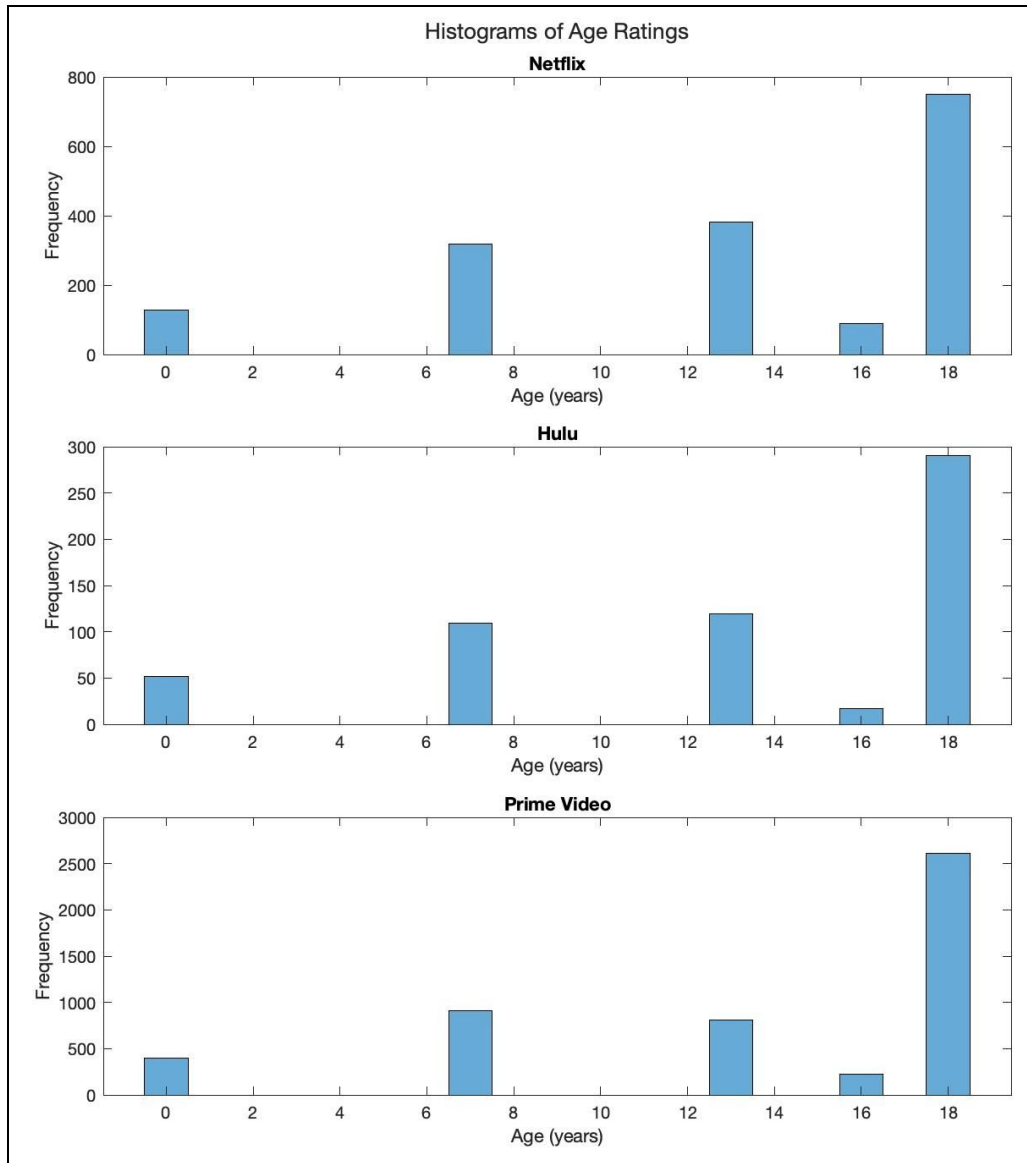 Histograms of Age Ratings
Netflix
800
600
400
200
0
Frequency
0 2 4 6 8 10 12 14 16 18
Age (years)
Hulu
300
250
200
150
100
50
0
Frequency
0 2 4 6 8 10 12 14 16 18
Age (years)
Prime Video
3000
2500
2000
1500
1000
500
0
Frequency
0 2 4 6 8 10 12 14 16 18
Age (years)